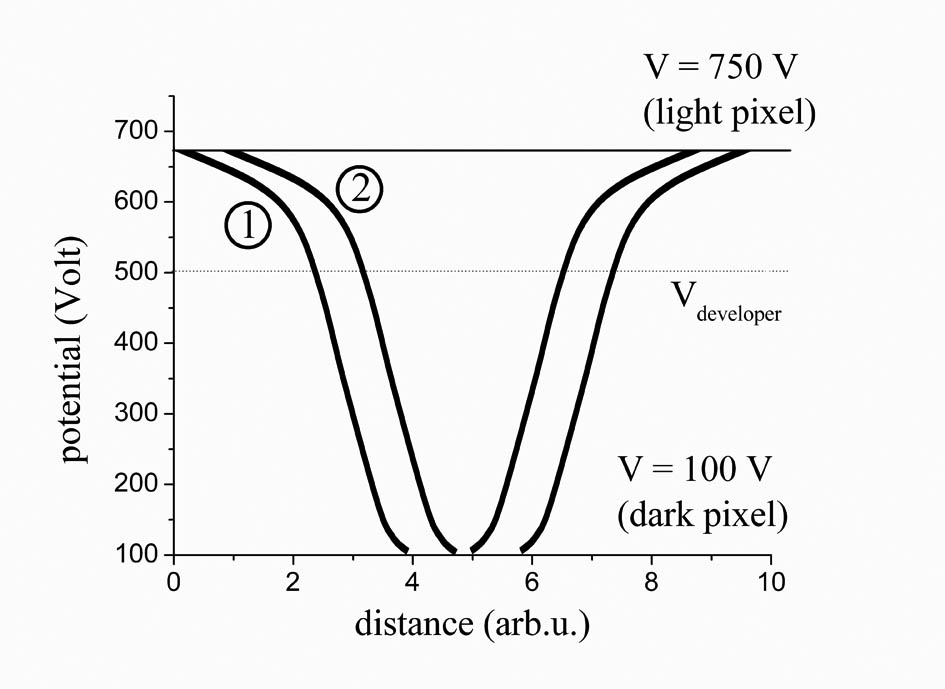 V = 750 V
(light pixel)
700
600
500
400
300
200
100
potential (Volt)
1
2
V developer
V = 100 V
(dark pixel)
0 2 4 6 8 10
distance (arb.u.)